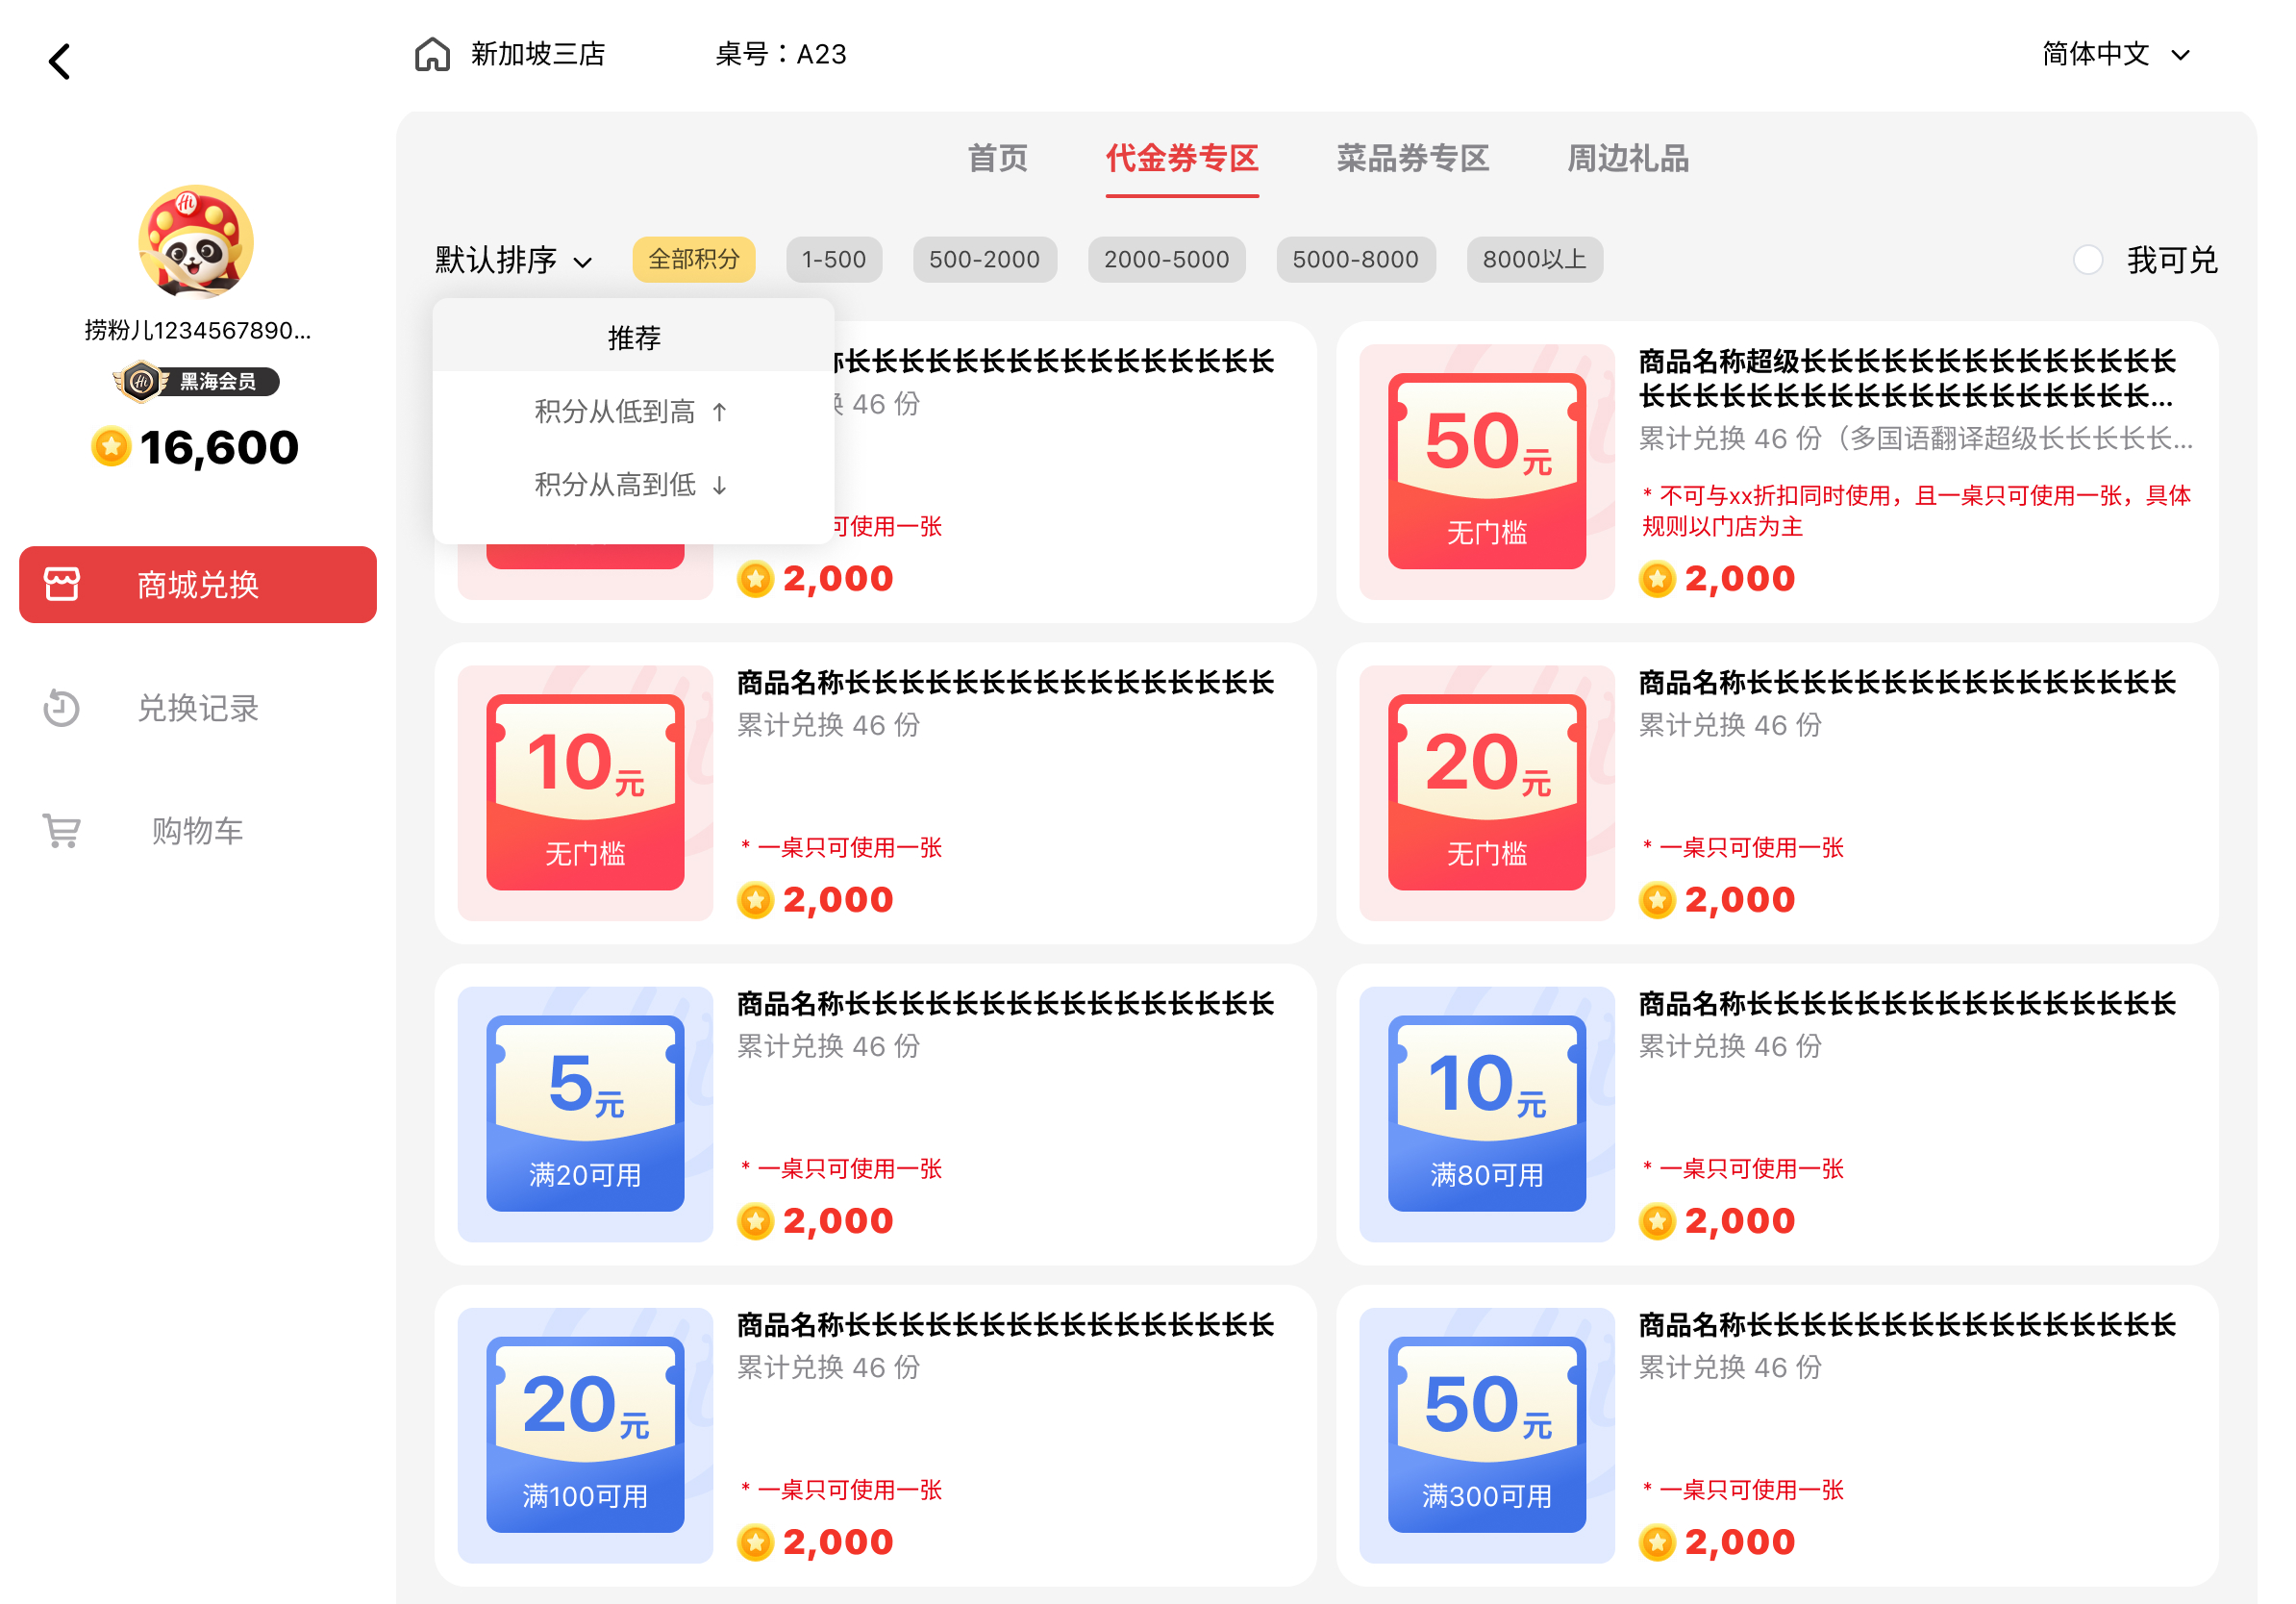 新加坡三店
桌号：A23
简体中文
捞粉儿1234567890...
Hi
黑海会员
16,600
商城兑换
兑换记录
购物车
首页
代金券专区
菜品券专区
周边礼品
默认排序
全部积分
1-500
500-2000
2000-5000
5000-8000
8000以上
我可兑
推荐
积分从低到高 ↑
积分从高到低 ↓
长长长长长长长长长长长长长长长长
46 份
可使用一张
2,000
50元
无门槛
商品名称超级长长长长长长长长长长长长长长
长长长长长长长长长长长长长长长长长长长...
累计兑换 46 份（多国语翻译超级长长长长长...
* 不可与xx折扣同时使用，且一桌只可使用一张，具体
规则以门店为主
2,000
10元
无门槛
商品名称长长长长长长长长长长长长长长长长
累计兑换 46 份
* 一桌只可使用一张
2,000
20元
无门槛
商品名称长长长长长长长长长长长长长长长长
累计兑换 46 份
* 一桌只可使用一张
2,000
5元
满20可用
商品名称长长长长长长长长长长长长长长长长
累计兑换 46 份
* 一桌只可使用一张
2,000
10元
满80可用
商品名称长长长长长长长长长长长长长长长长
累计兑换 46 份
* 一桌只可使用一张
2,000
20元
满100可用
商品名称长长长长长长长长长长长长长长长长
累计兑换 46 份
* 一桌只可使用一张
2,000
50元
满300可用
商品名称长长长长长长长长长长长长长长长长
累计兑换 46 份
* 一桌只可使用一张
2,000